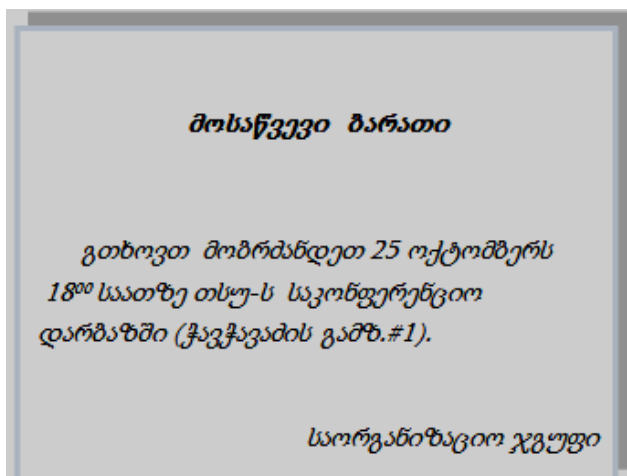 მოსაწვევი ბარათი
გთხოვთ მობრძანდეთ 25 ოქტომბერს
18⁰⁰ საათზე თსუ-ს საკონფერენციო
დარბაზში (ჭავჭავაძის გამზ.#1).
საორგანიზაციო ჯგუფი